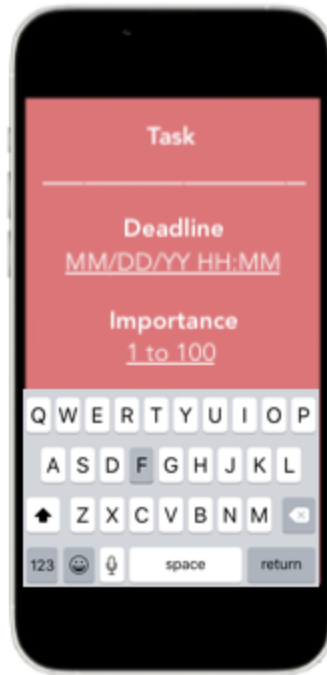 Task
Deadline
MM/DD/YY HH:MM
Importance
1 to 100
Q W E R T Y U I O P
A S D F G H J K L
Z X C V B N M
123 space return